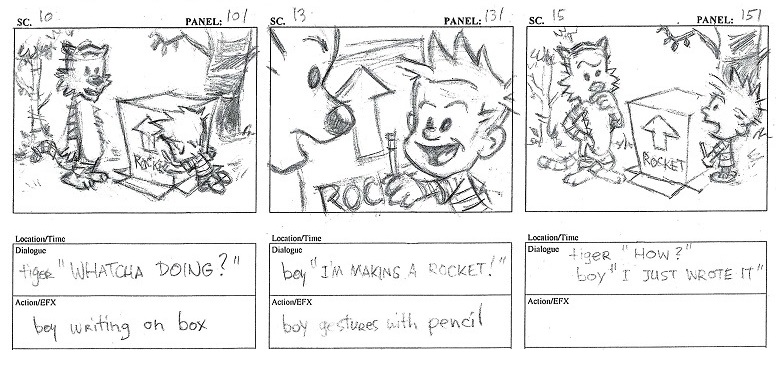 SC. 10 PANEL: 101
ROCKET
Location/Time
Dialogue
tiger "WHATCHA DOING?"
Action/EFX
boy writing on box
SC. 13 PANEL: 131
ROCK
Location/Time
Dialogue
boy "I'M MAKING A ROCKET!"
Action/EFX
boy gestures with pencil
SC. 15 PANEL: 151
ROCKET
Location/Time
Dialogue
tiger "HOW?"
boy "I JUST WROTE IT"
Action/EFX